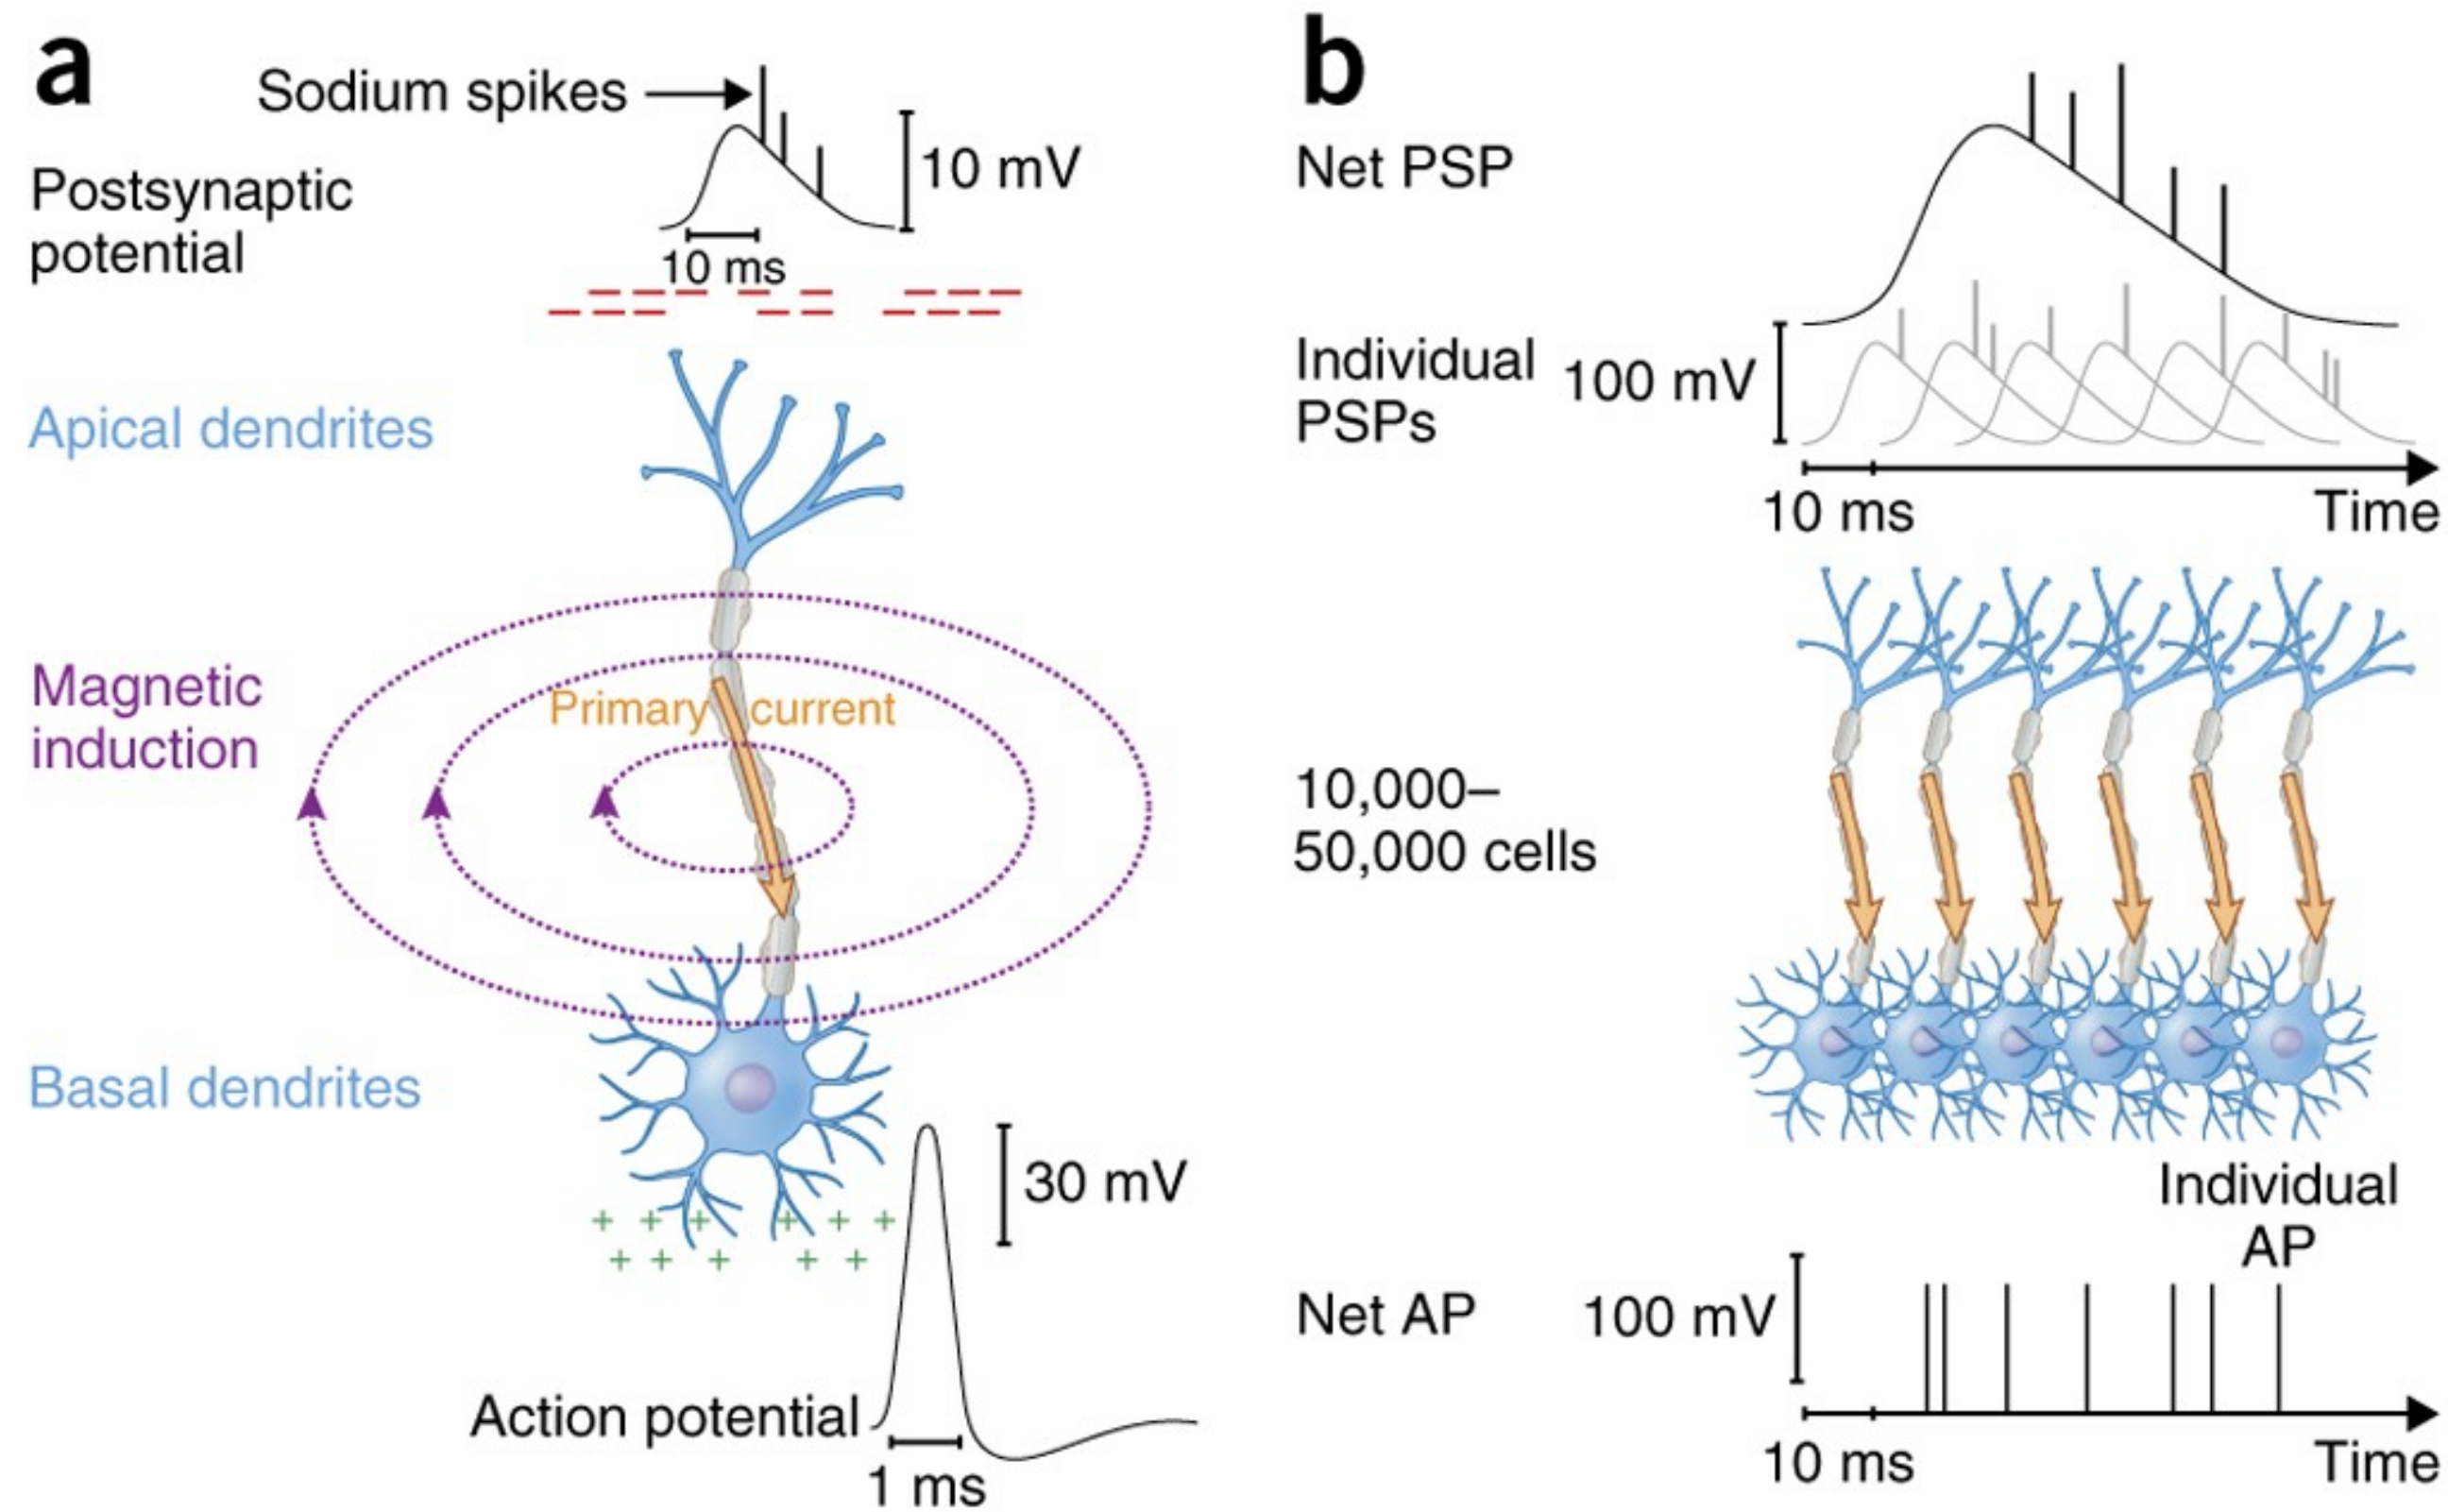 a
Sodium spikes
10 mV
Postsynaptic
potential
10 ms
Apical dendrites
Magnetic
induction
Primary current
Basal dendrites
30 mV
Action potential
1 ms
b
Net PSP
Individual
PSPs
100 mV
10 ms
Time
10,000–
50,000 cells
Individual
AP
Net AP
100 mV
10 ms
Time